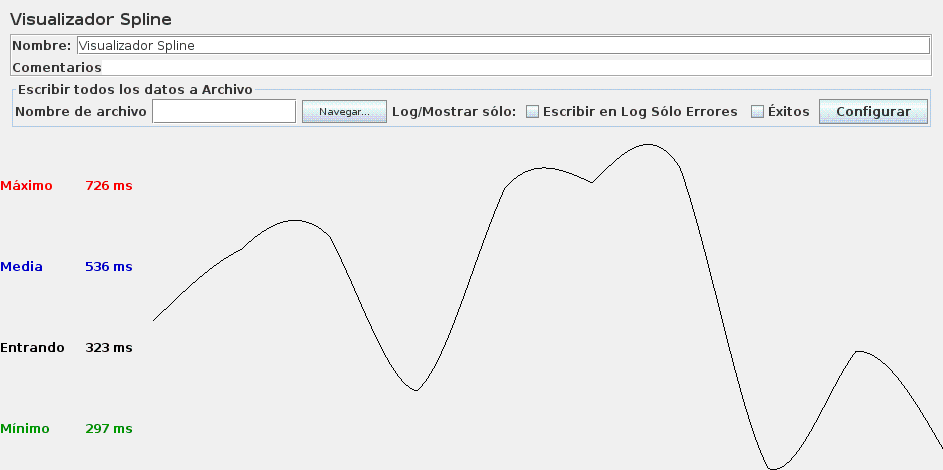 Visualizador Spline
Nombre: Visualizador Spline
Comentarios
Escribir todos los datos a Archivo
Nombre de archivo Navegar... Log/Mostrar sólo: Escribir en Log Sólo Errores Éxitos Configurar
Máximo 726 ms
Media 536 ms
Entrando 323 ms
Mínimo 297 ms